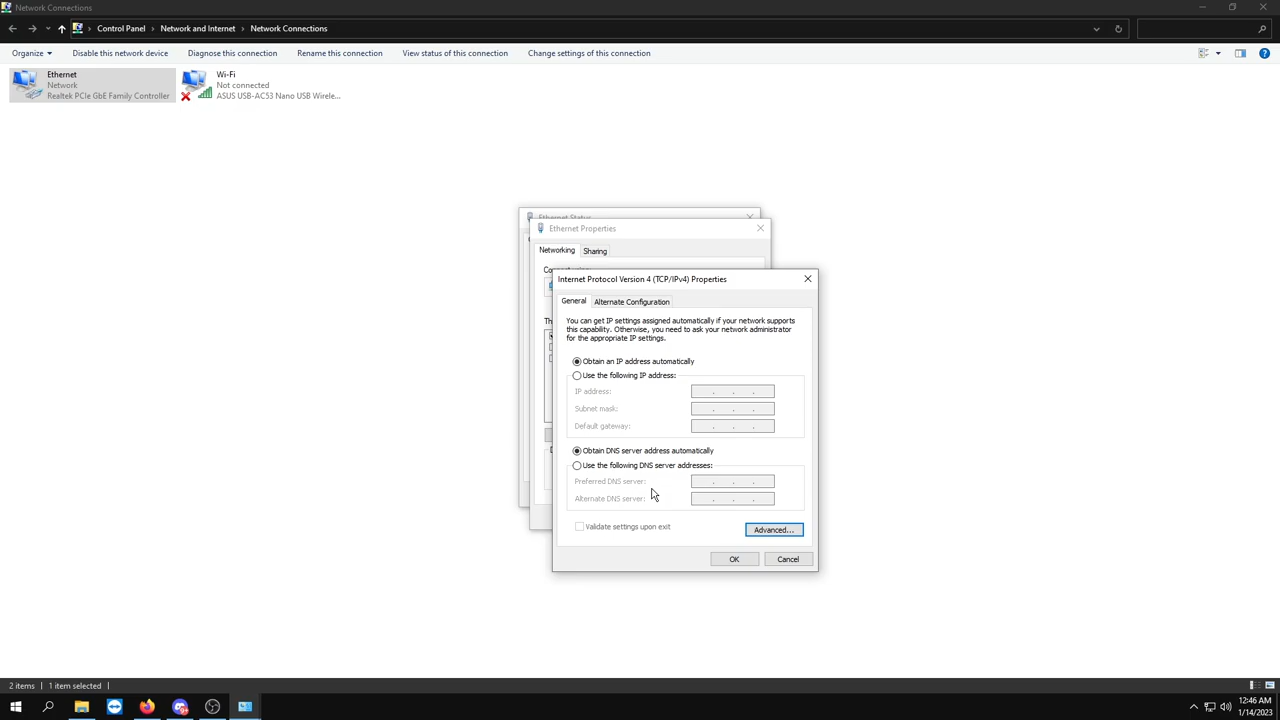 Network Connections
Control Panel
Network and Internet
Network Connections
Organize
Disable this network device
Diagnose this connection
Rename this connection
View status of this connection
Change settings of this connection
Ethernet
Network
Realtek PCIe GbE Family Controller
Wi-Fi
Not connected
ASUS USB-AC53 Nano USB Wirele...
Ethernet Status
Ethernet Properties
Networking
Sharing
Internet Protocol Version 4 (TCP/IPv4) Properties
General
Alternate Configuration
You can get IP settings assigned automatically if your network supports
this capability. Otherwise, you need to ask your network administrator
for the appropriate IP settings.
Obtain an IP address automatically
Use the following IP address:
IP address:
Subnet mask:
Default gateway:
Obtain DNS server address automatically
Use the following DNS server addresses:
Preferred DNS server:
Alternate DNS server:
Validate settings upon exit
Advanced...
OK
Cancel
2 items
1 item selected
12:46 AM
1/14/2023